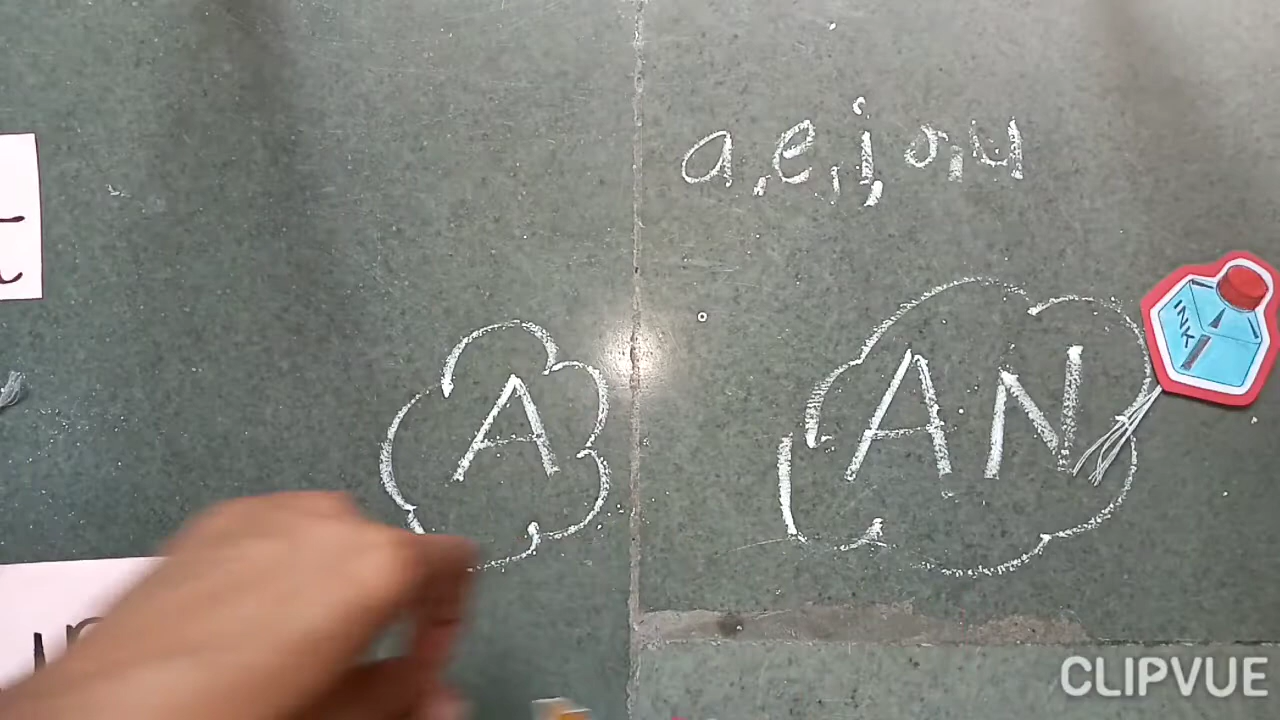 a, e, i, o, u
INK
A
AN
CLIPVUE